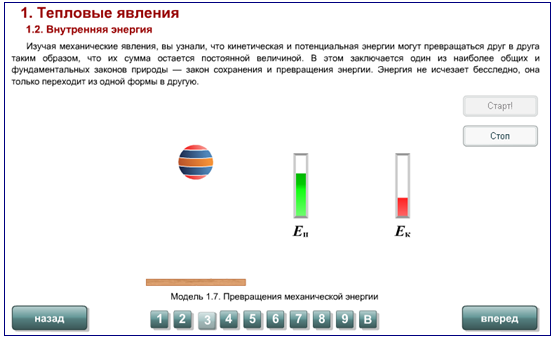 1. Тепловые явления
1.2. Внутренняя энергия
Изучая механические явления, вы узнали, что кинетическая и потенциальная энергии могут превращаться друг в друга
таким образом, что их сумма остается постоянной величиной. В этом заключается один из наиболее общих и
фундаментальных законов природы — закон сохранения и превращения энергии. Энергия не исчезает бесследно, она
только переходит из одной формы в другую.
Старт!
Стоп
Eп Eк
Модель 1.7. Превращения механической энергии
назад 1 2 3 4 5 6 7 8 9 В вперед